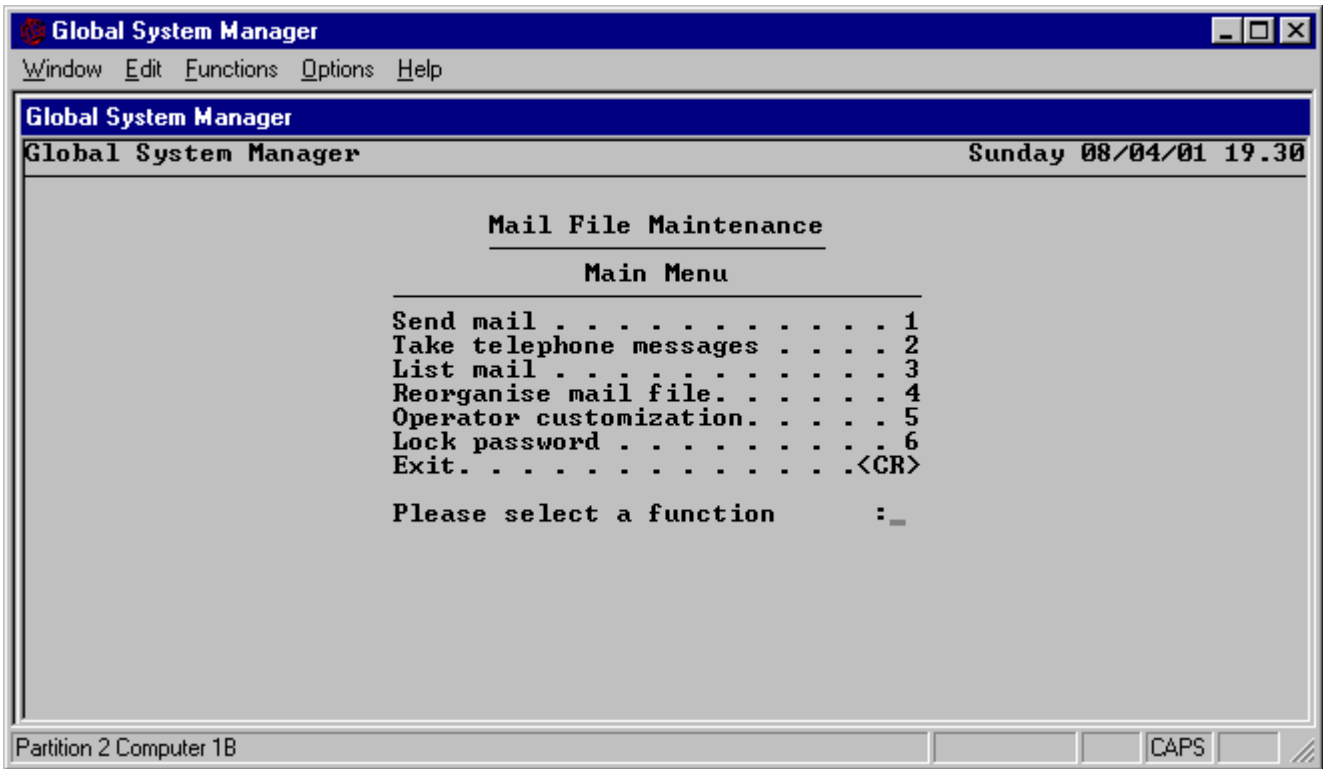 Global System Manager
Window Edit Functions Options Help
Global System Manager
Global System Manager Sunday 08/04/01 19.30
Mail File Maintenance
Main Menu
Send mail . . . . . . . . . . . 1
Take telephone messages . . . . 2
List mail . . . . . . . . . . . 3
Reorganise mail file. . . . . . 4
Operator customization. . . . . 5
Lock password . . . . . . . . . 6
Exit. . . . . . . . . . . . . .<CR>
Please select a function :_
Partition 2 Computer 1B CAPS